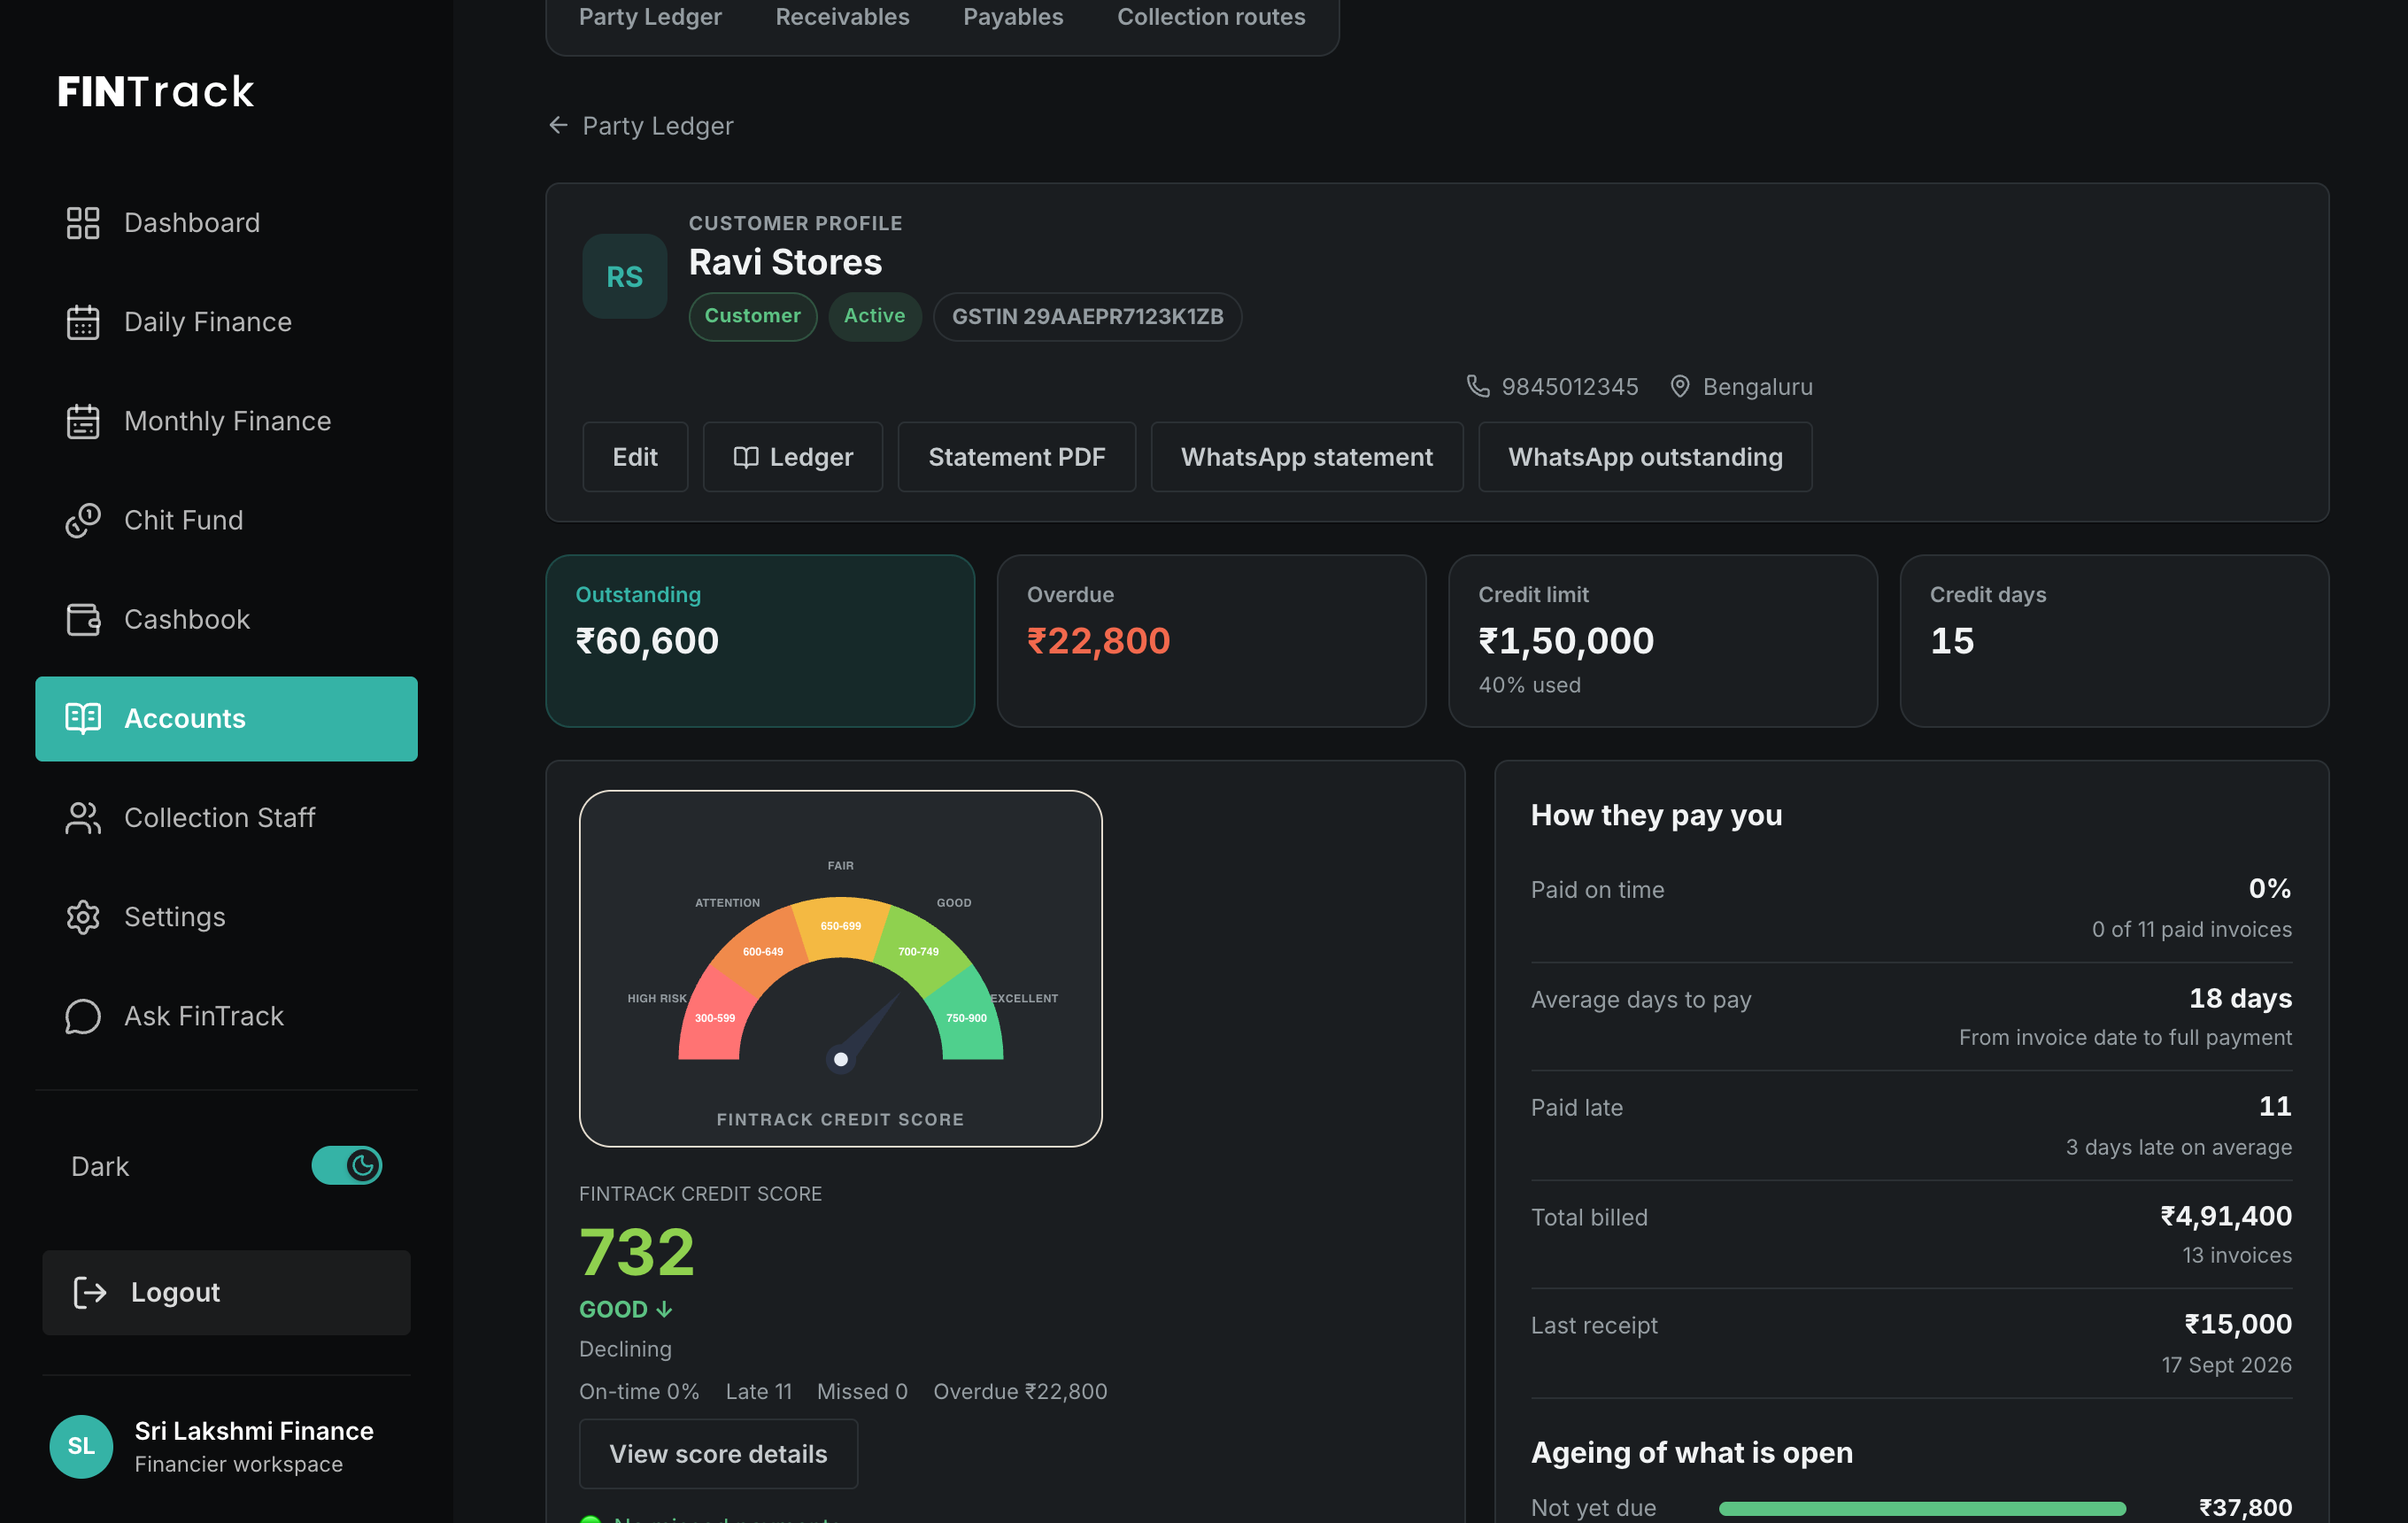 FINTrack
Dashboard
Daily Finance
Monthly Finance
Chit Fund
Cashbook
Accounts
Collection Staff
Settings
Ask FinTrack
Dark
Logout
SL
Sri Lakshmi Finance
Financier workspace
Party Ledger Receivables Payables Collection routes
Party Ledger
CUSTOMER PROFILE
RS
Ravi Stores
Customer Active GSTIN 29AAEPR7123K1ZB
9845012345 Bengaluru
Edit Ledger Statement PDF WhatsApp statement WhatsApp outstanding
Outstanding
₹60,600
Overdue
₹22,800
Credit limit
₹1,50,000
40% used
Credit days
15
FAIR
ATTENTION GOOD
650-699
600-649 700-749
HIGH RISK EXCELLENT
300-599 750-900
FINTRACK CREDIT SCORE
FINTRACK CREDIT SCORE
732
GOOD ↓
Declining
On-time 0% Late 11 Missed 0 Overdue ₹22,800
View score details
No missed payments
How they pay you
Paid on time 0%
0 of 11 paid invoices
Average days to pay 18 days
From invoice date to full payment
Paid late 11
3 days late on average
Total billed ₹4,91,400
13 invoices
Last receipt ₹15,000
17 Sept 2026
Ageing of what is open
Not yet due ₹37,800